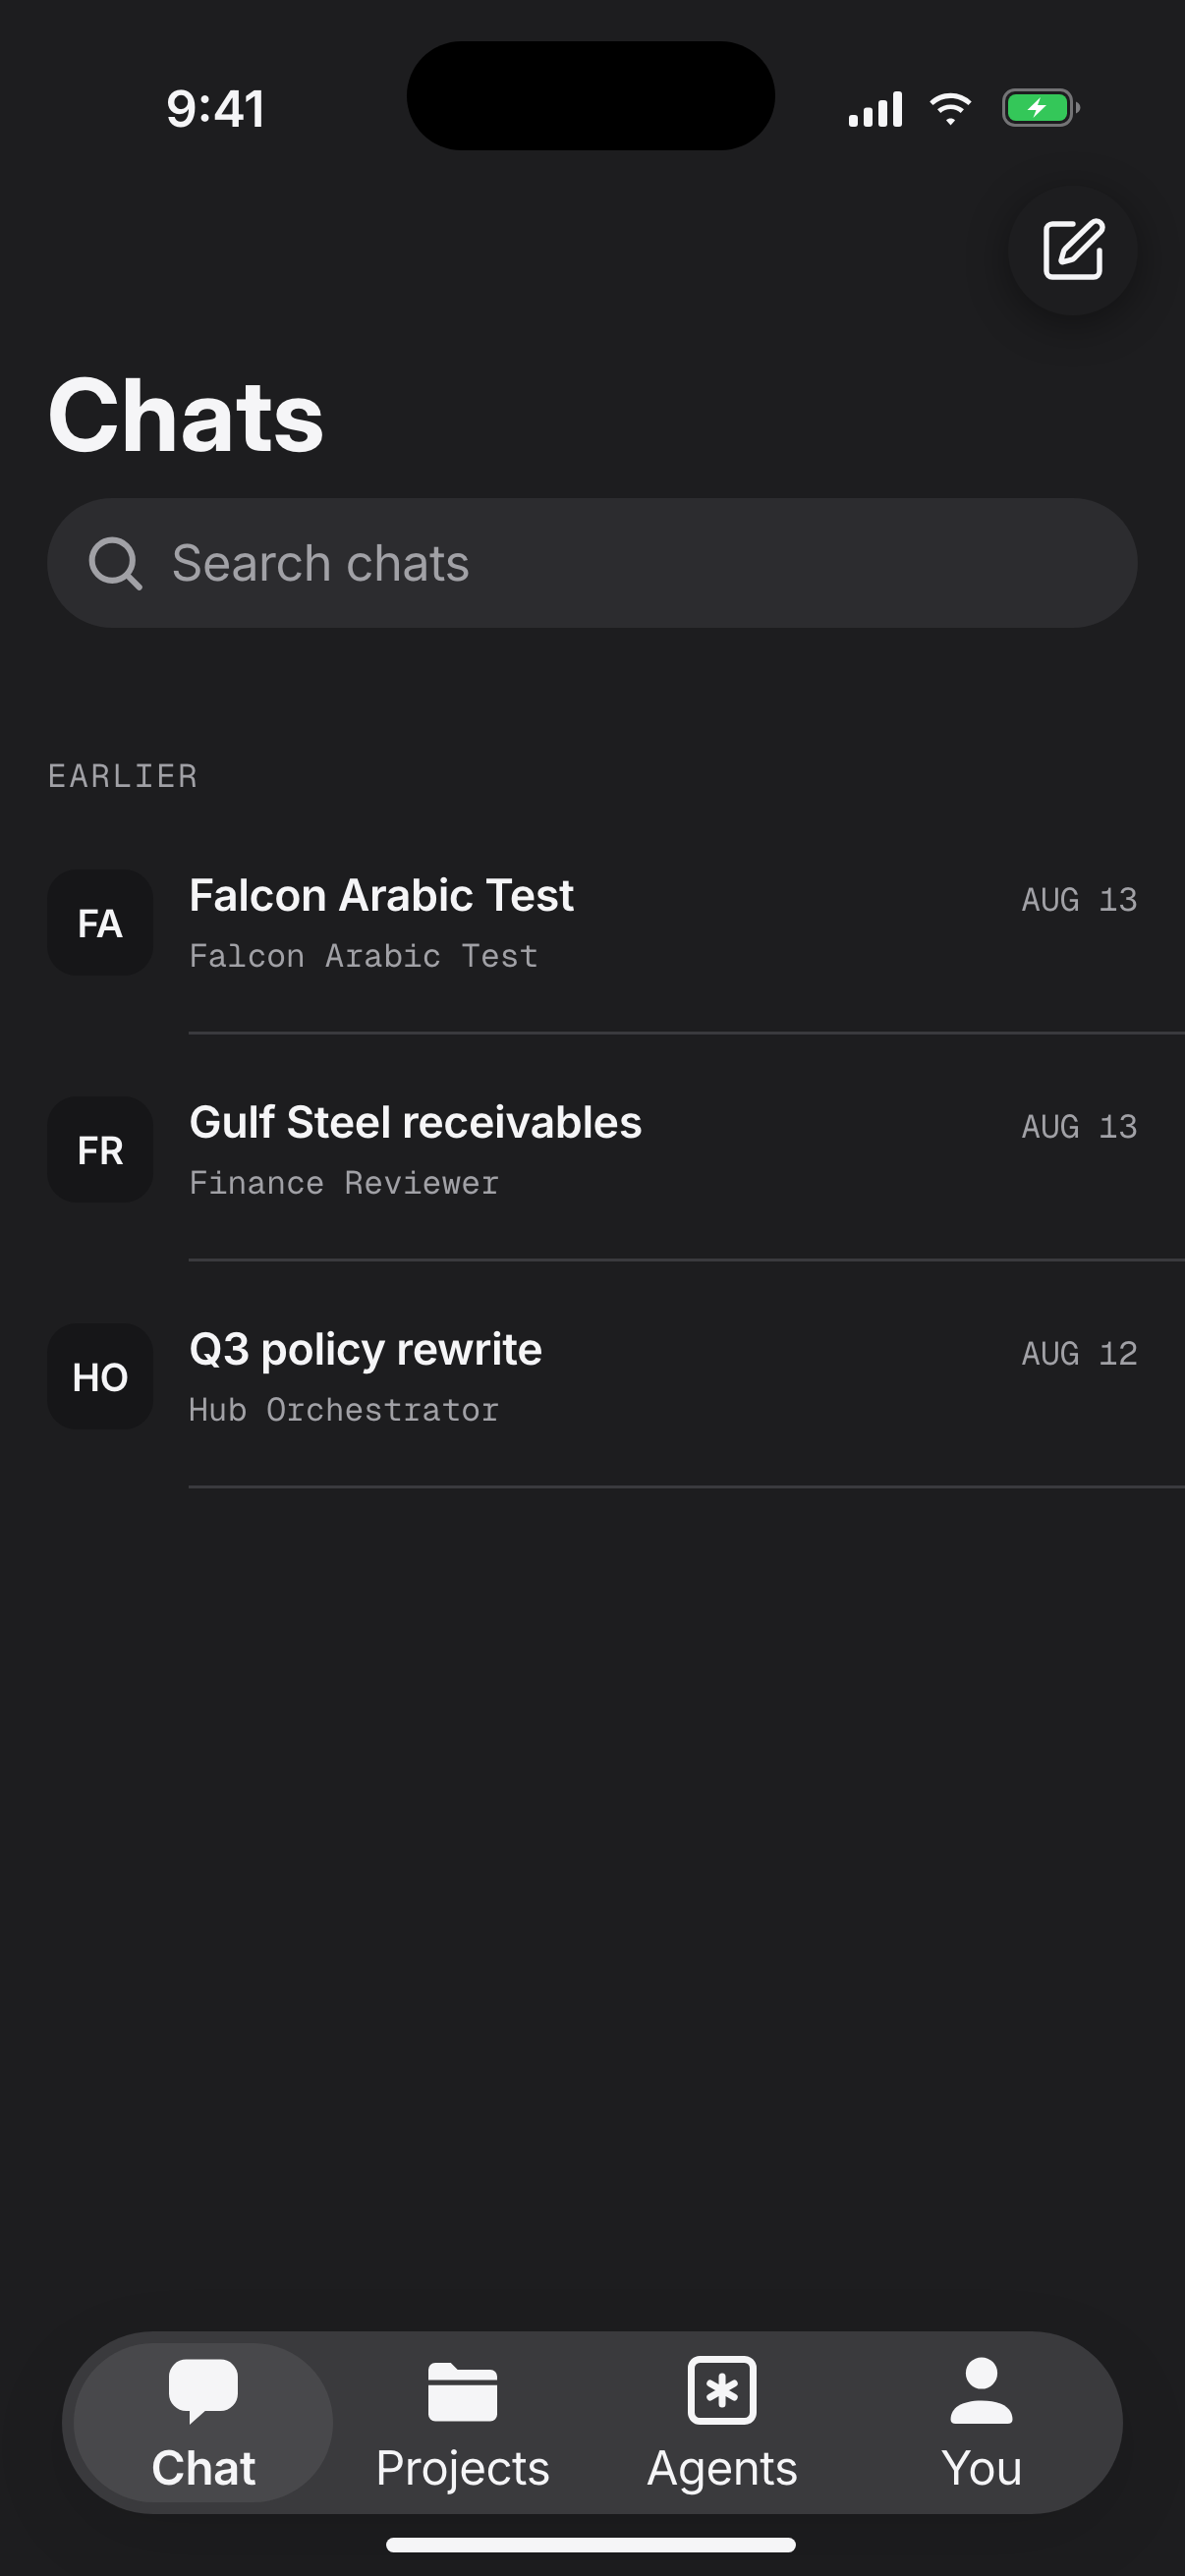 9:41
Chats
Search chats
EARLIER
FA
Falcon Arabic Test
AUG 13
Falcon Arabic Test
FR
Gulf Steel receivables
AUG 13
Finance Reviewer
HO
Q3 policy rewrite
AUG 12
Hub Orchestrator
Chat
Projects
Agents
You